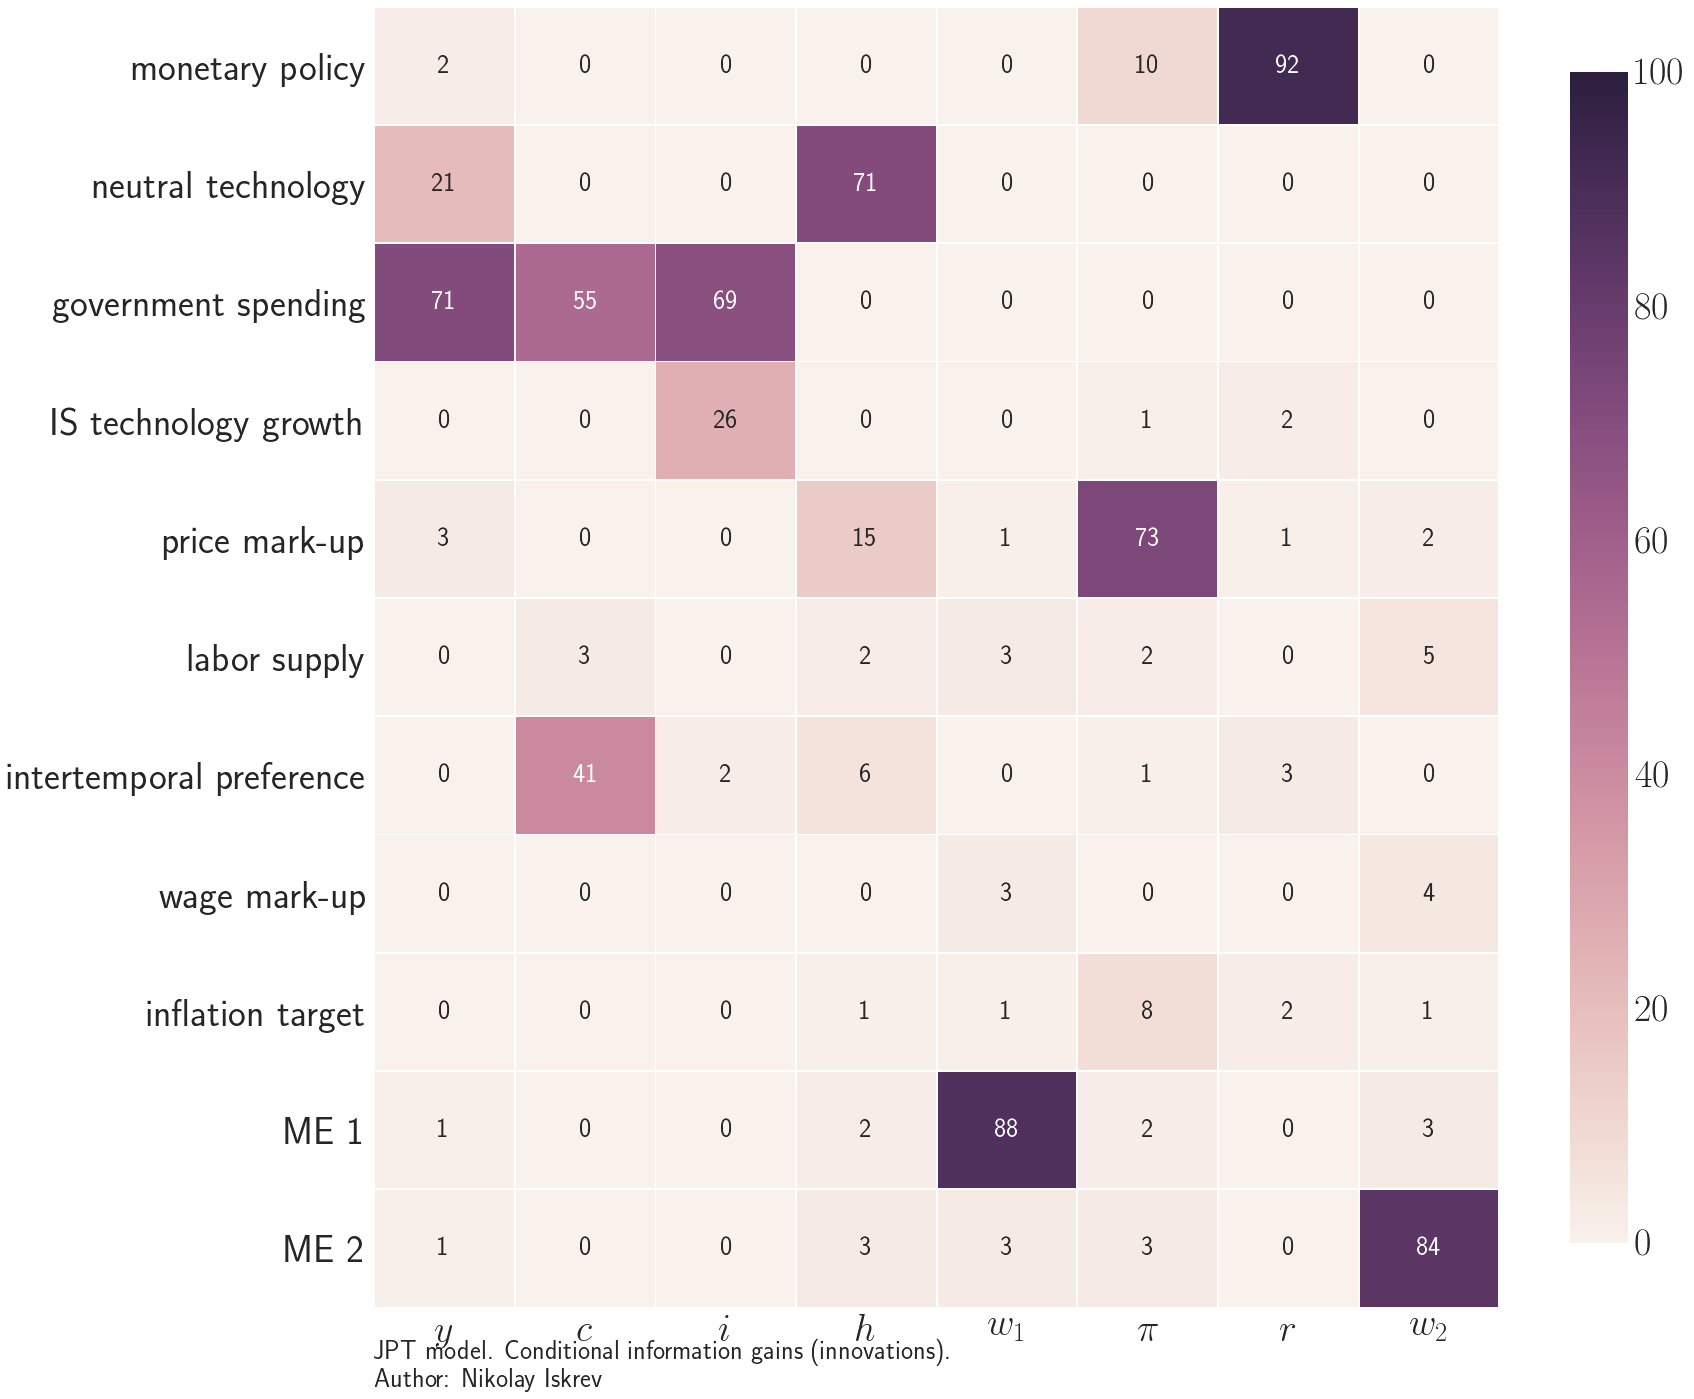 monetary policy 2 0 0 0 0 10 92 0
100
neutral technology 21 0 0 71 0 0 0 0
government spending 71 55 69 0 0 0 0 0
80
IS technology growth 0 0 26 0 0 1 2 0
price mark-up 3 0 0 15 1 73 1 2
60
labor supply 0 3 0 2 3 2 0 5
intertemporal preference 0 41 2 6 0 1 3 0
40
wage mark-up 0 0 0 0 3 0 0 4
inflation target 0 0 0 1 1 8 2 1
20
ME 1 1 0 0 2 88 2 0 3
ME 2 1 0 0 3 3 3 0 84
0
y c i h w₁ π r w₂
JPT model. Conditional information gains (innovations).
Author: Nikolay Iskrev